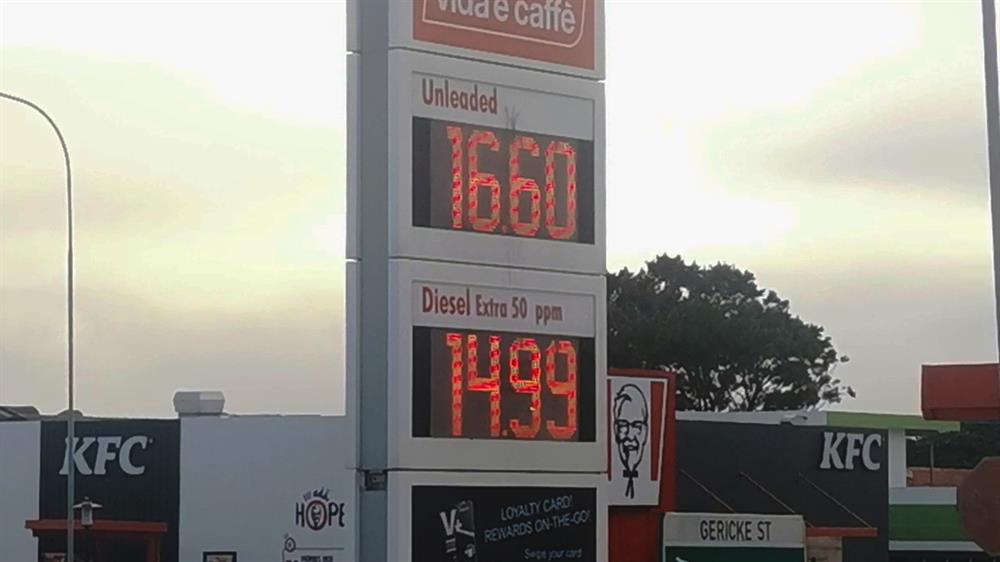 vida e caffè
Unleaded
16.60
Diesel Extra 50 ppm
14.99
KFC
HOPE
KFC
LOYALTY CARD!
REWARDS ON-THE-GO!
Swipe your card
GERICKE ST